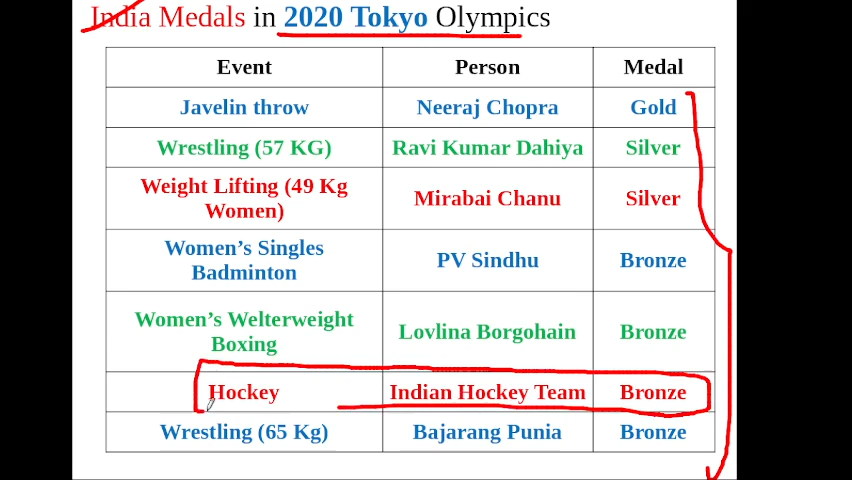 India Medals in 2020 Tokyo Olympics
Event Person Medal
Javelin throw Neeraj Chopra Gold
Wrestling (57 KG) Ravi Kumar Dahiya Silver
Weight Lifting (49 Kg
Women) Mirabai Chanu Silver
Women's Singles
Badminton PV Sindhu Bronze
Women's Welterweight
Boxing Lovlina Borgohain Bronze
Hockey Indian Hockey Team Bronze
Wrestling (65 Kg) Bajarang Punia Bronze